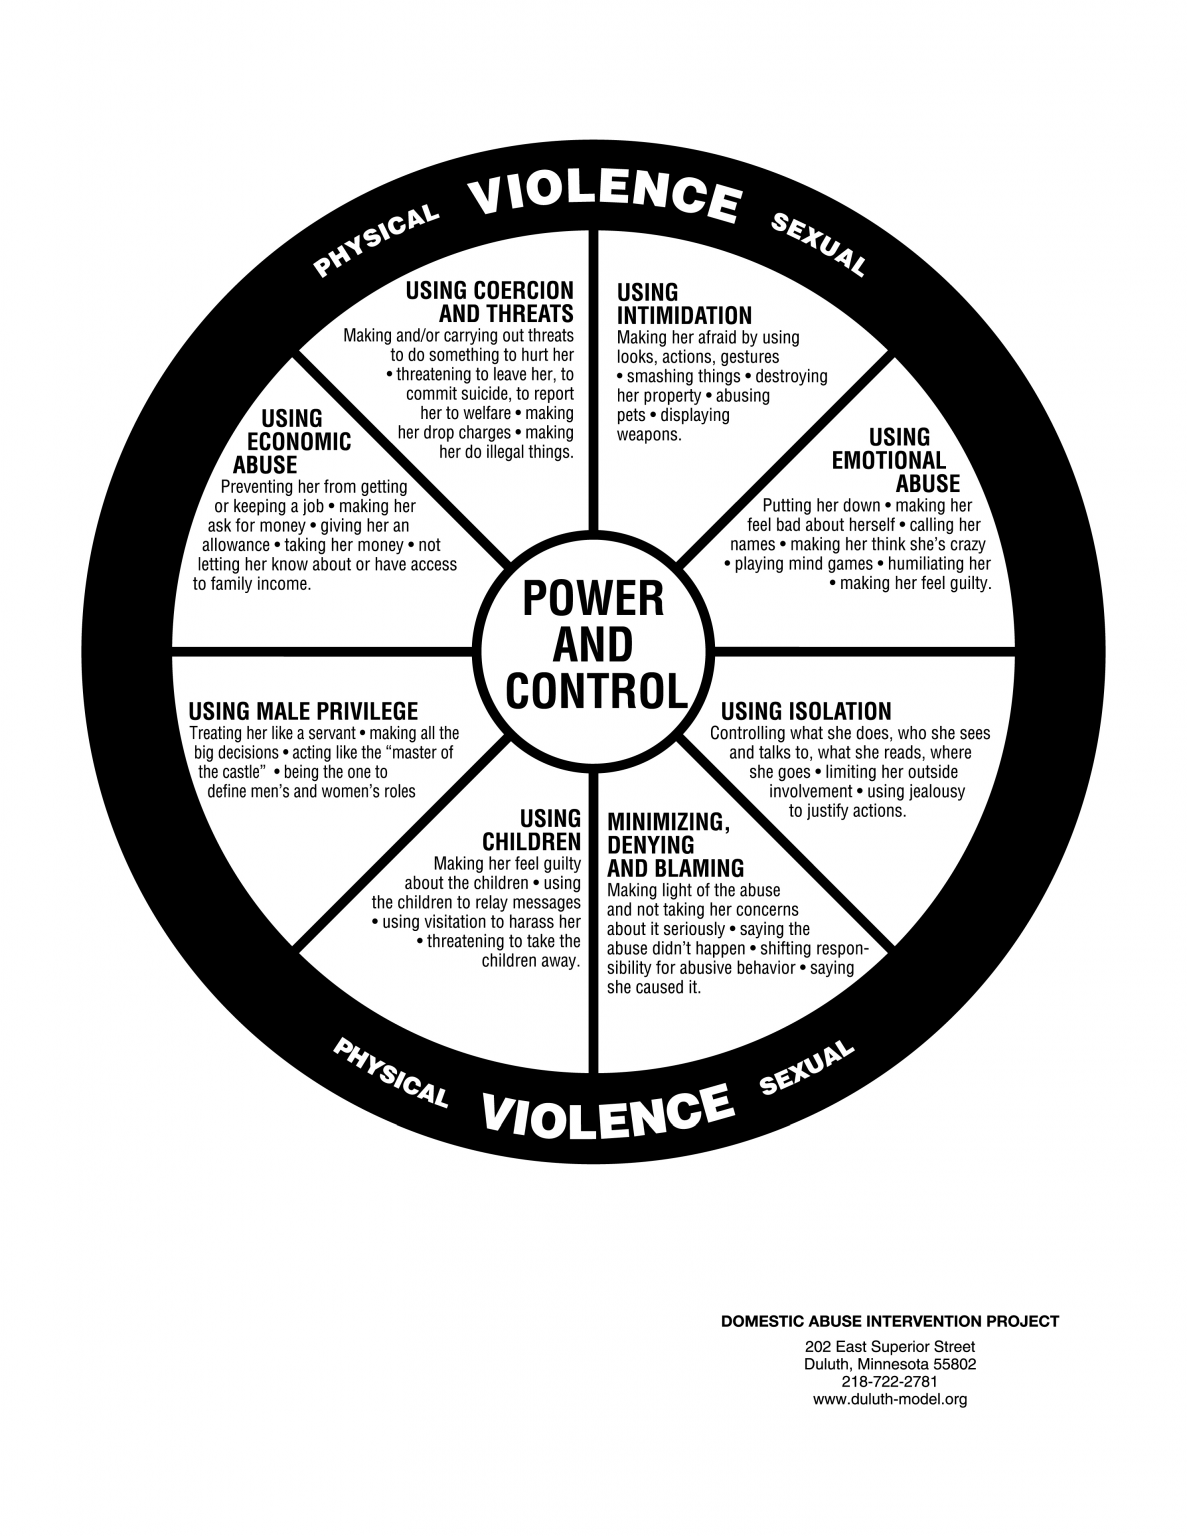 PHYSICAL VIOLENCE SEXUAL
USING COERCION
AND THREATS
Making and/or carrying out threats
to do something to hurt her
• threatening to leave her, to
commit suicide, to report
her to welfare • making
her drop charges • making
her do illegal things.
USING
INTIMIDATION
Making her afraid by using
looks, actions, gestures
• smashing things • destroying
her property • abusing
pets • displaying
weapons.
USING
ECONOMIC
ABUSE
Preventing her from getting
or keeping a job • making her
ask for money • giving her an
allowance • taking her money • not
letting her know about or have access
to family income.
USING
EMOTIONAL
ABUSE
Putting her down • making her
feel bad about herself • calling her
names • making her think she's crazy
• playing mind games • humiliating her
• making her feel guilty.
POWER
AND
CONTROL
USING MALE PRIVILEGE
Treating her like a servant • making all the
big decisions • acting like the “master of
the castle” • being the one to
define men's and women's roles
USING ISOLATION
Controlling what she does, who she sees
and talks to, what she reads, where
she goes • limiting her outside
involvement • using jealousy
to justify actions.
USING
CHILDREN
Making her feel guilty
about the children • using
the children to relay messages
• using visitation to harass her
• threatening to take the
children away.
MINIMIZING,
DENYING
AND BLAMING
Making light of the abuse
and not taking her concerns
about it seriously • saying the
abuse didn't happen • shifting respon-
sibility for abusive behavior • saying
she caused it.
PHYSICAL VIOLENCE SEXUAL
DOMESTIC ABUSE INTERVENTION PROJECT
202 East Superior Street
Duluth, Minnesota 55802
218-722-2781
www.duluth-model.org